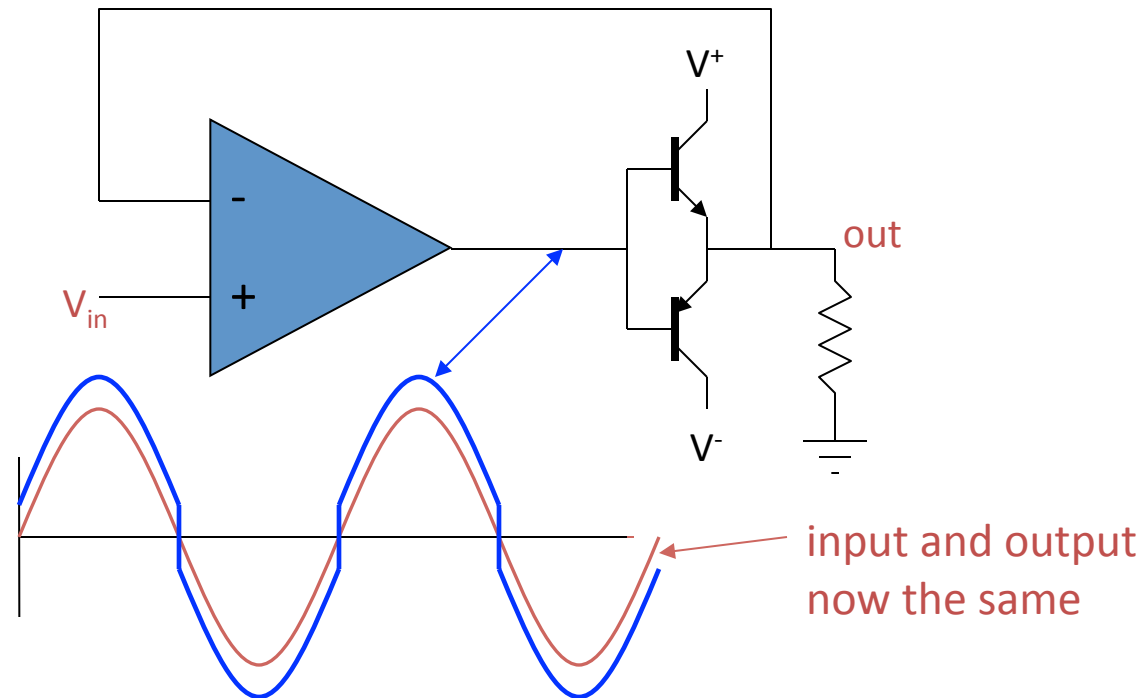 V⁺
-
out
+
Vᵢₙ
V⁻
input and output
now the same